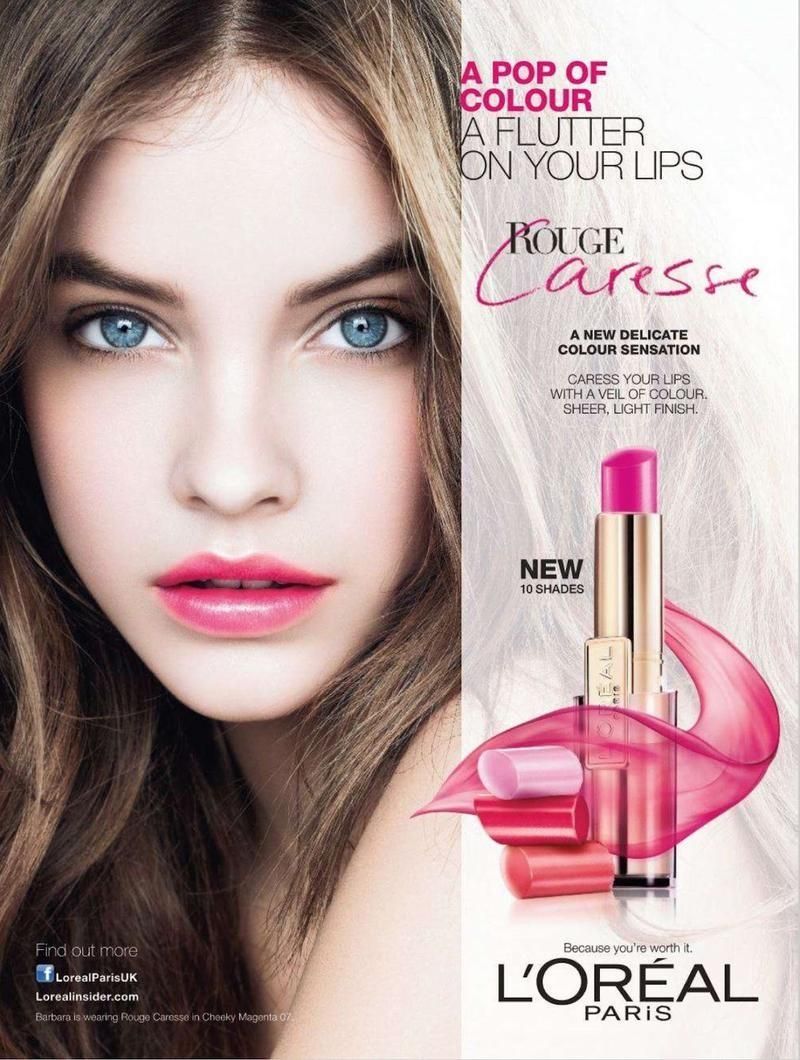 A POP OF
COLOUR
A FLUTTER
ON YOUR LIPS
ROUGE
Caresse
A NEW DELICATE
COLOUR SENSATION
CARESS YOUR LIPS
WITH A VEIL OF COLOUR.
SHEER, LIGHT FINISH.
NEW
10 SHADES
L'ORÉAL
PARIS
Find out more
f LorealParisUK
Lorealinsider.com
Barbara is wearing Rouge Caresse in Cheeky Magenta 07.
Because you're worth it.
L'ORÉAL
PARiS